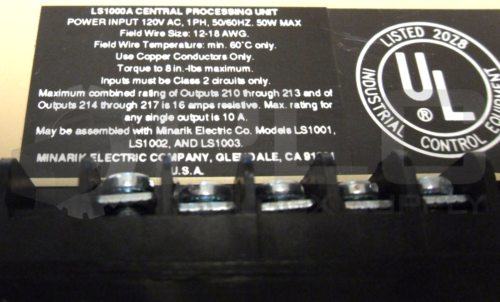 LS1000A CENTRAL PROCESSING UNIT
POWER INPUT 120V AC, 1PH, 50/60HZ. 50W MAX
Field Wire Size: 12-18 AWG.
Field Wire Temperature: min. 60°C only.
Use Copper Conductors Only.
Torque to 8 in.-lbs maximum.
Inputs must be Class 2 circuits only.
Maximum combined rating of Outputs 210 through 213 and of
Outputs 214 through 217 is 16 amps resistive. Max. rating for
any single output is 10 A.
May be assembled with Minarik Electric Co. Models LS1001,
LS1002, AND LS1003.
MINARIK ELECTRIC COMPANY, GLENDALE, CA
U.S.A.
LISTED 20Z8
UL
®
INDUSTRIAL CONTROL EQUIPMENT